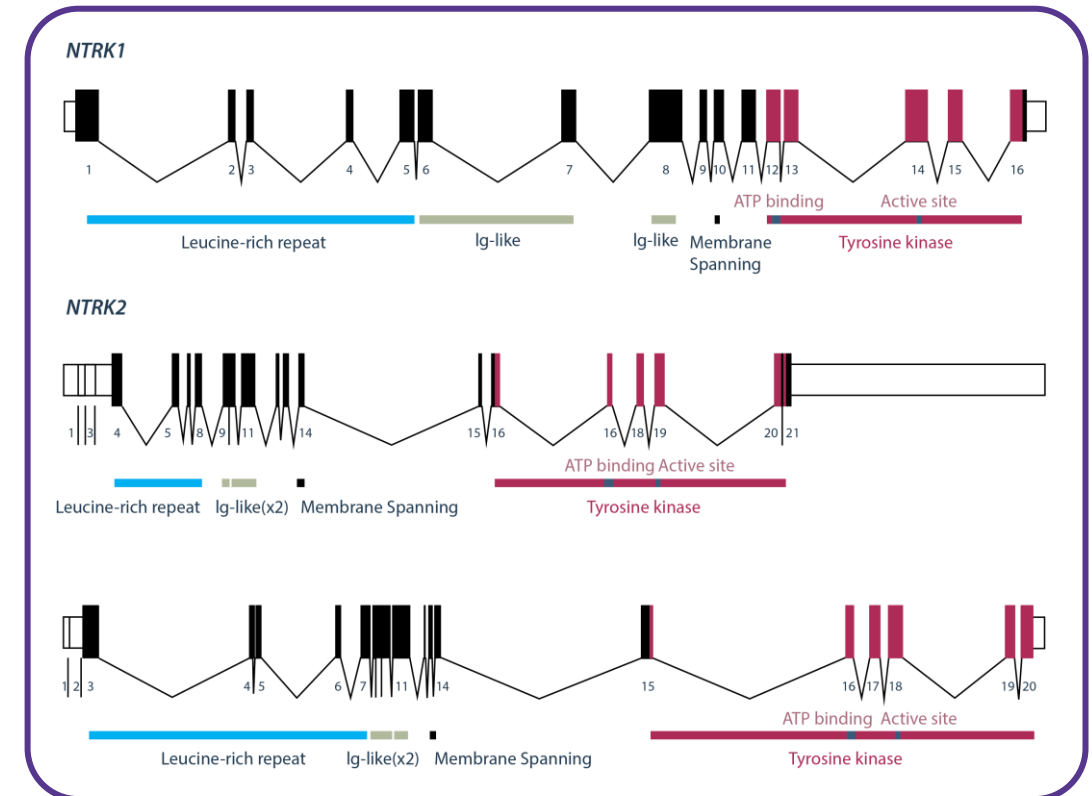 NTRK1
1 2 3 4 5 6 7 8 9 10 11 12 13 14 15 16
ATP binding Active site
Leucine-rich repeat Ig-like Ig-like Membrane Spanning Tyrosine kinase
NTRK2
1 3 4 5 8 9 11 14 15 16 16 18 19 20 21
ATP binding Active site
Leucine-rich repeat Ig-like(x2) Membrane Spanning Tyrosine kinase
1 2 3 4 5 6 7 11 14 15 16 17 18 19 20
ATP binding Active site
Leucine-rich repeat Ig-like(x2) Membrane Spanning Tyrosine kinase